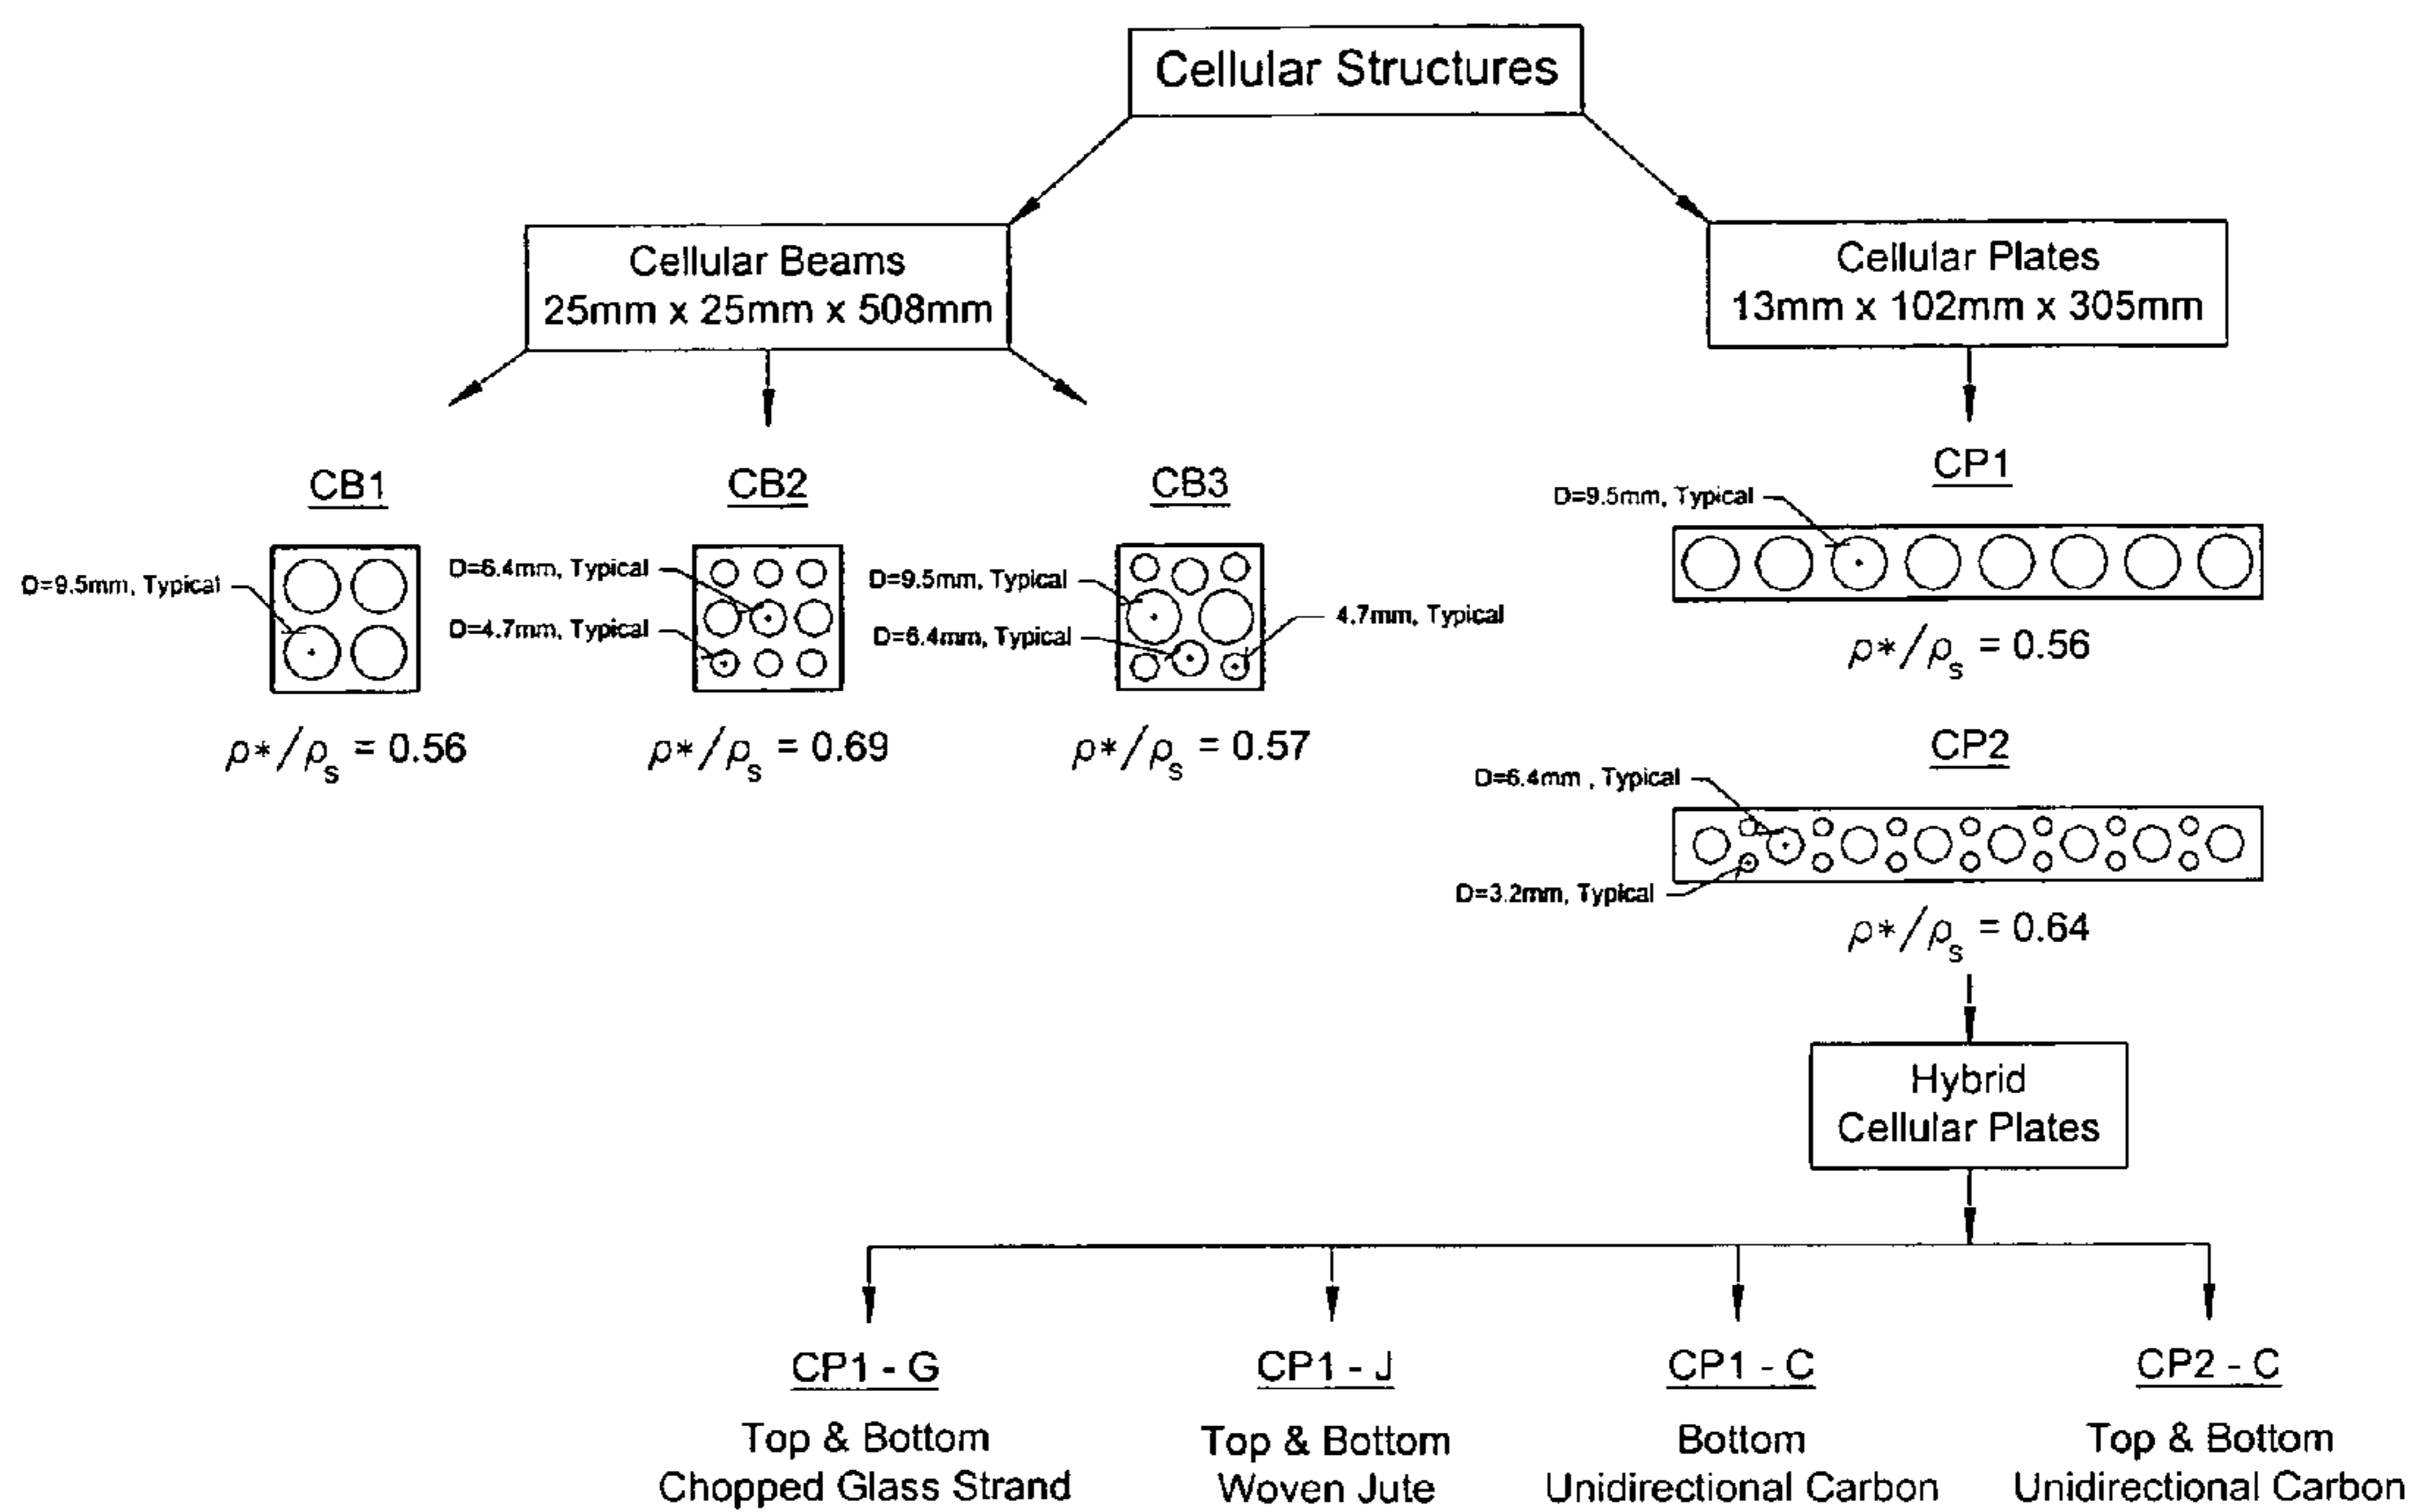 Cellular Structures
Cellular Beams
25mm x 25mm x 508mm
Cellular Plates
13mm x 102mm x 305mm
CB1
D=9.5mm, Typical
ρ*/ρs = 0.56
CB2
D=6.4mm, Typical
D=4.7mm, Typical
ρ*/ρs = 0.69
CB3
D=9.5mm, Typical
D=6.4mm, Typical
4.7mm, Typical
ρ*/ρs = 0.57
CP1
D=9.5mm, Typical
ρ*/ρs = 0.56
CP2
D=6.4mm , Typical
D=3.2mm, Typical
ρ*/ρs = 0.64
Hybrid
Cellular Plates
CP1 - G
Top & Bottom
Chopped Glass Strand
CP1 - J
Top & Bottom
Woven Jute
CP1 - C
Bottom
Unidirectional Carbon
CP2 - C
Top & Bottom
Unidirectional Carbon